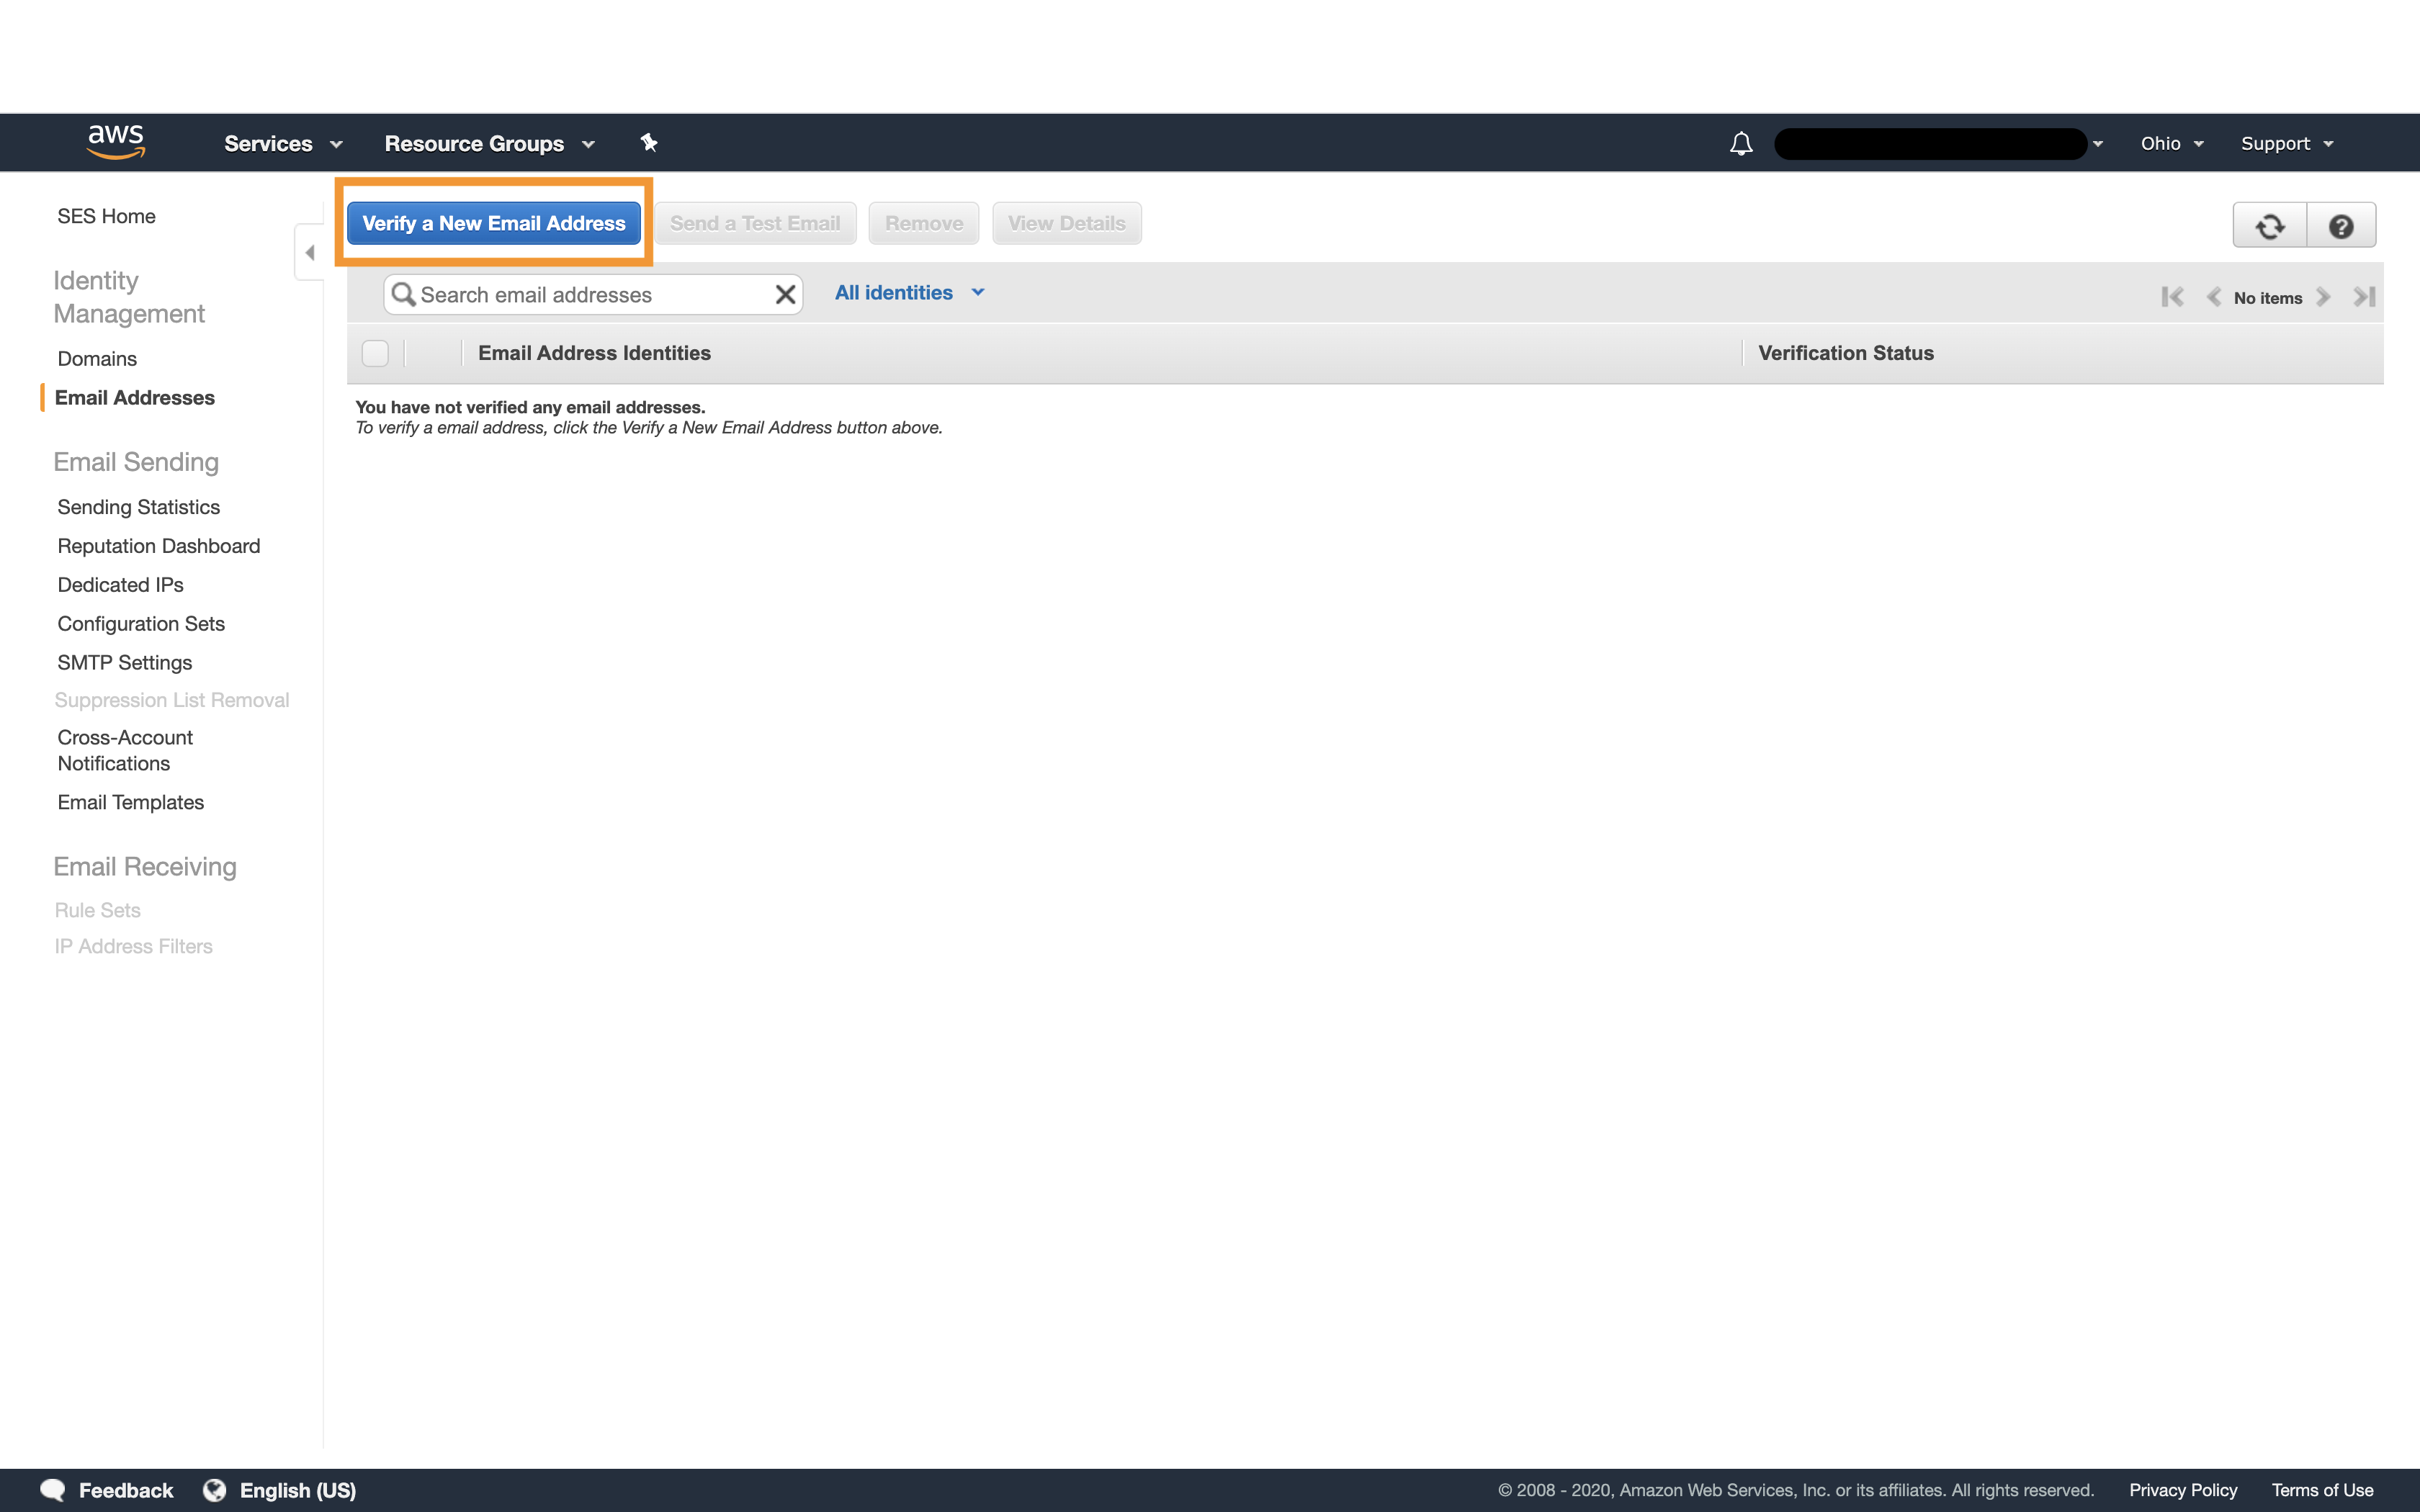 aws
Services
Resource Groups
Ohio
Support
SES Home
Identity
Management
Domains
Email Addresses
Email Sending
Sending Statistics
Reputation Dashboard
Dedicated IPs
Configuration Sets
SMTP Settings
Suppression List Removal
Cross-Account
Notifications
Email Templates
Email Receiving
Rule Sets
IP Address Filters
Verify a New Email Address
Send a Test Email
Remove
View Details
Search email addresses
All identities
No items
Email Address Identities
Verification Status
You have not verified any email addresses.
To verify a email address, click the Verify a New Email Address button above.
Feedback
English (US)
© 2008 - 2020, Amazon Web Services, Inc. or its affiliates. All rights reserved.
Privacy Policy
Terms of Use